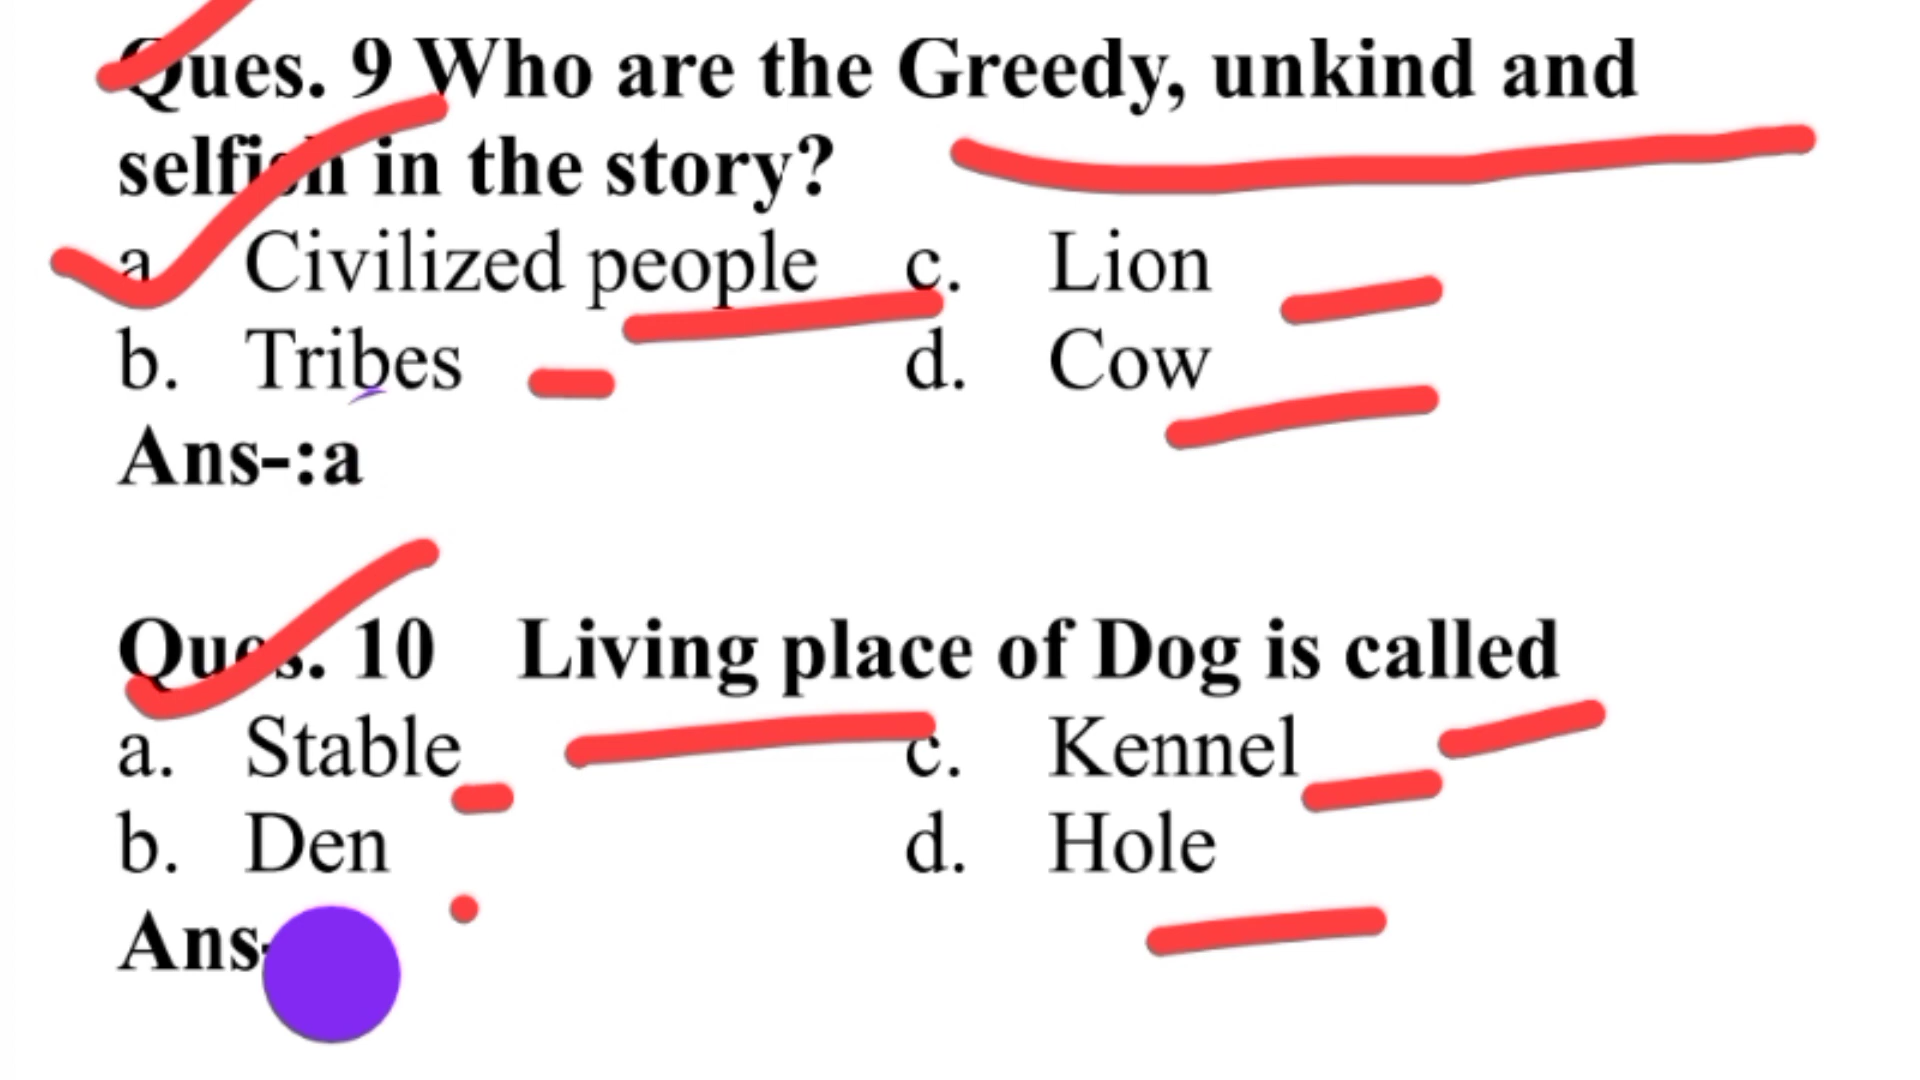 Ques. 9 Who are the Greedy, unkind and
selfish in the story?
a. Civilized people c. Lion
b. Tribes d. Cow
Ans-:a
Ques. 10 Living place of Dog is called
a. Stable c. Kennel
b. Den d. Hole
Ans-